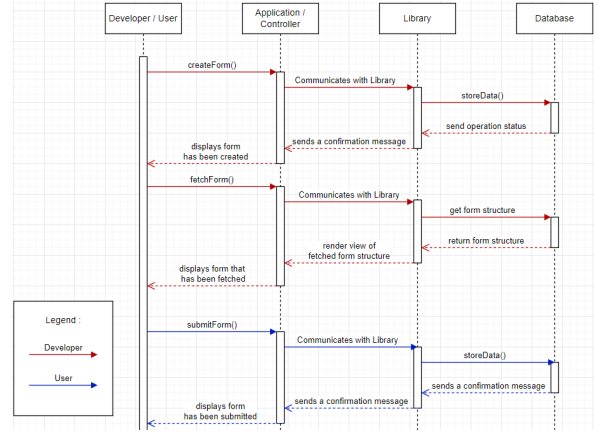 Developer / User
Application /
Controller
Library
Database
createForm()
Communicates with Library
storeData()
send operation status
sends a confirmation message
displays form
has been created
fetchForm()
Communicates with Library
get form structure
return form structure
render view of
fetched form structure
displays form that
has been fetched
Legend :
Developer
User
submitForm()
Communicates with Library
storeData()
sends a confirmation message
sends a confirmation message
displays form
has been submitted